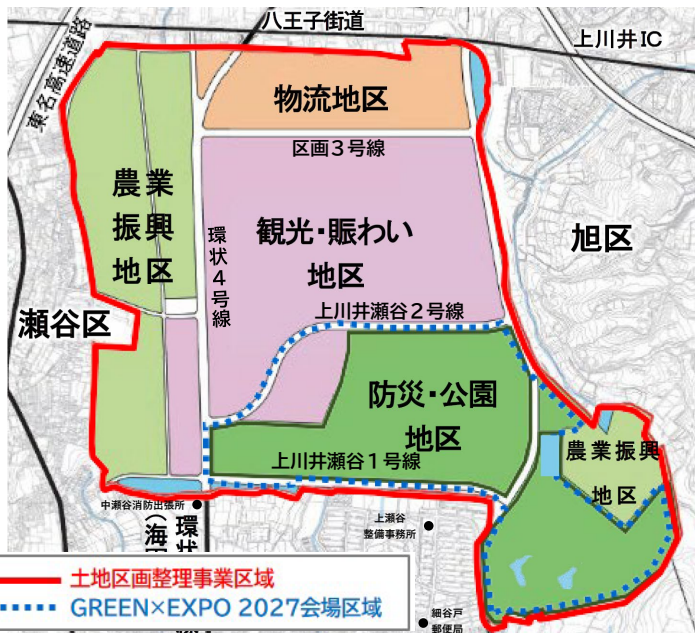 八王子街道
上川井IC
東名高速道路
物流地区
区画3号線
農業
振興
地区
環状4号線
観光・賑わい
地区
旭区
上川井瀬谷2号線
瀬谷区
防災・公園
地区
上川井瀬谷1号線
農業振興
地区
中瀬谷消防出張所
環状
(海
上瀬谷
整備事務所
細谷戸
郵便局
土地区画整理事業区域
GREEN×EXPO 2027会場区域